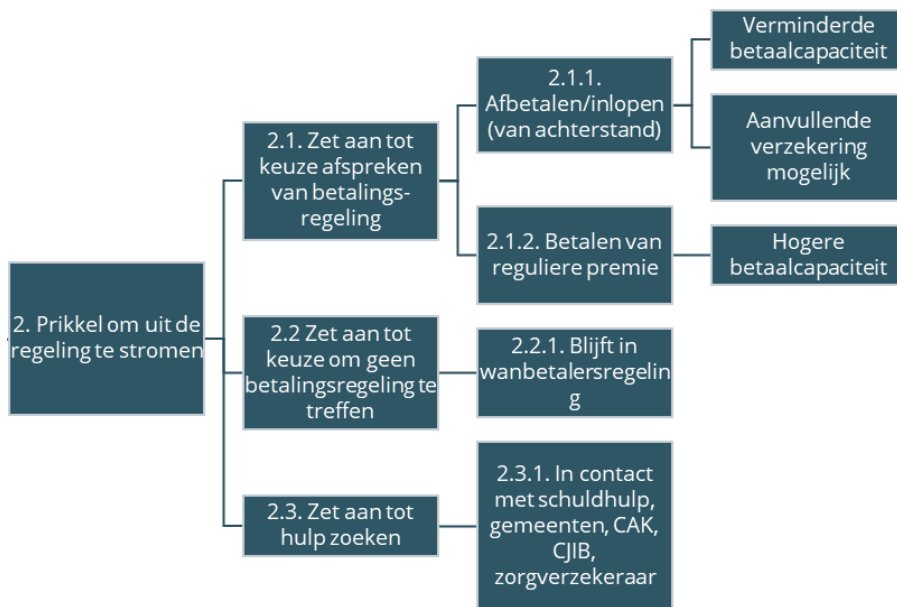 2. Prikkel om uit de
regeling te stromen
2.1. Zet aan tot
keuze afspreken
van betalings-
regeling
2.1.1.
Afbetalen/inlopen
(van achterstand)
Verminderde
betaalcapaciteit
Aanvullende
verzekering
mogelijk
2.1.2. Betalen van
reguliere premie
Hogere
betaalcapaciteit
2.2 Zet aan tot
keuze om geen
betalingsregeling te
treffen
2.2.1. Blijft in
wanbetalersregelin
g
2.3. Zet aan tot
hulp zoeken
2.3.1. In contact
met schuldhulp,
gemeenten, CAK,
CJIB,
zorgverzekeraar